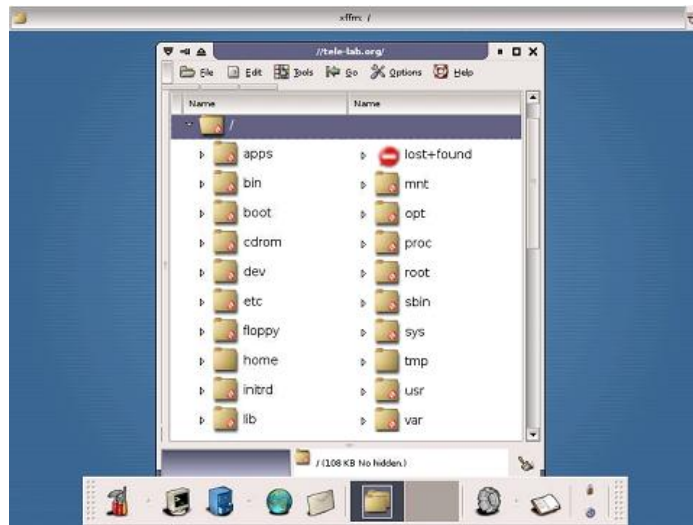 xffm: /
//tele-lab.org/
File Edit Tools Go Options Help
Name Name
/
apps lost+found
bin mnt
boot opt
cdrom proc
dev root
etc sbin
floppy sys
home tmp
initrd usr
lib var
/ (108 KB No hidden.)